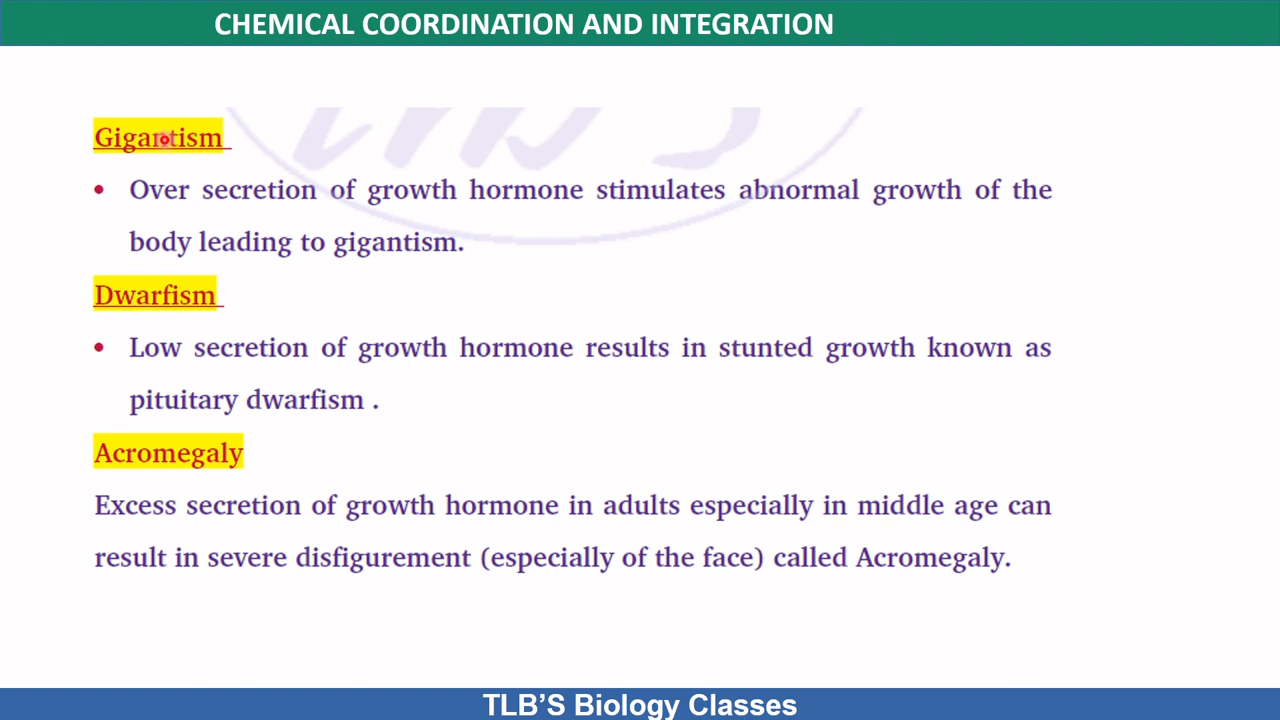 CHEMICAL COORDINATION AND INTEGRATION
Gigantism
• Over secretion of growth hormone stimulates abnormal growth of the
body leading to gigantism.
Dwarfism
• Low secretion of growth hormone results in stunted growth known as
pituitary dwarfism .
Acromegaly
Excess secretion of growth hormone in adults especially in middle age can
result in severe disfigurement (especially of the face) called Acromegaly.
TLB’S Biology Classes